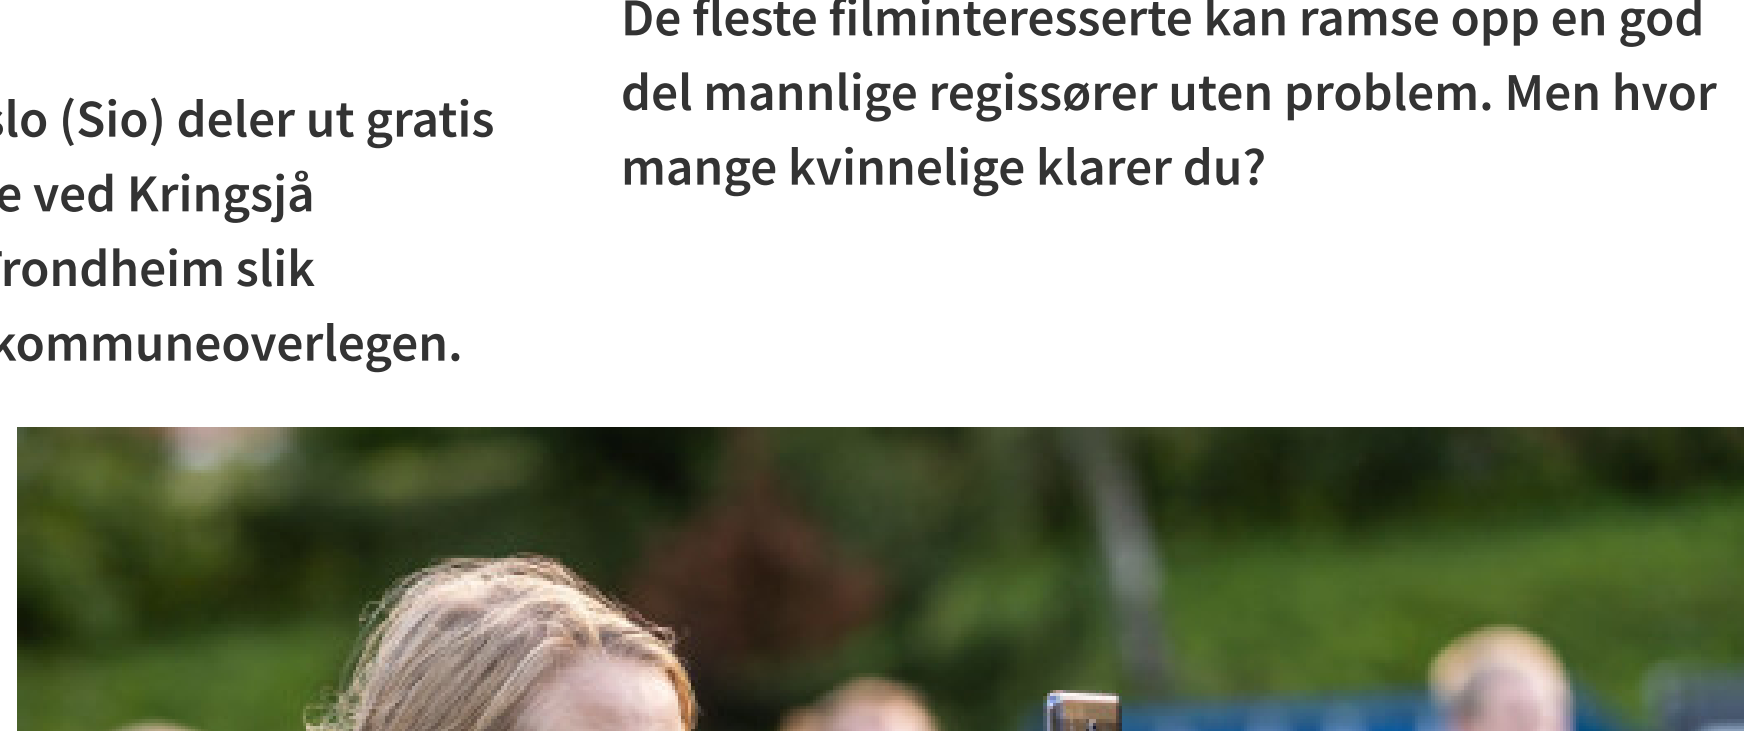 slo (Sio) deler ut gratis
e ved Kringsjå
Trondheim slik
kommuneoverlegen.
De fleste filminteresserte kan ramse opp en god
del mannlige regissører uten problem. Men hvor
mange kvinnelige klarer du?